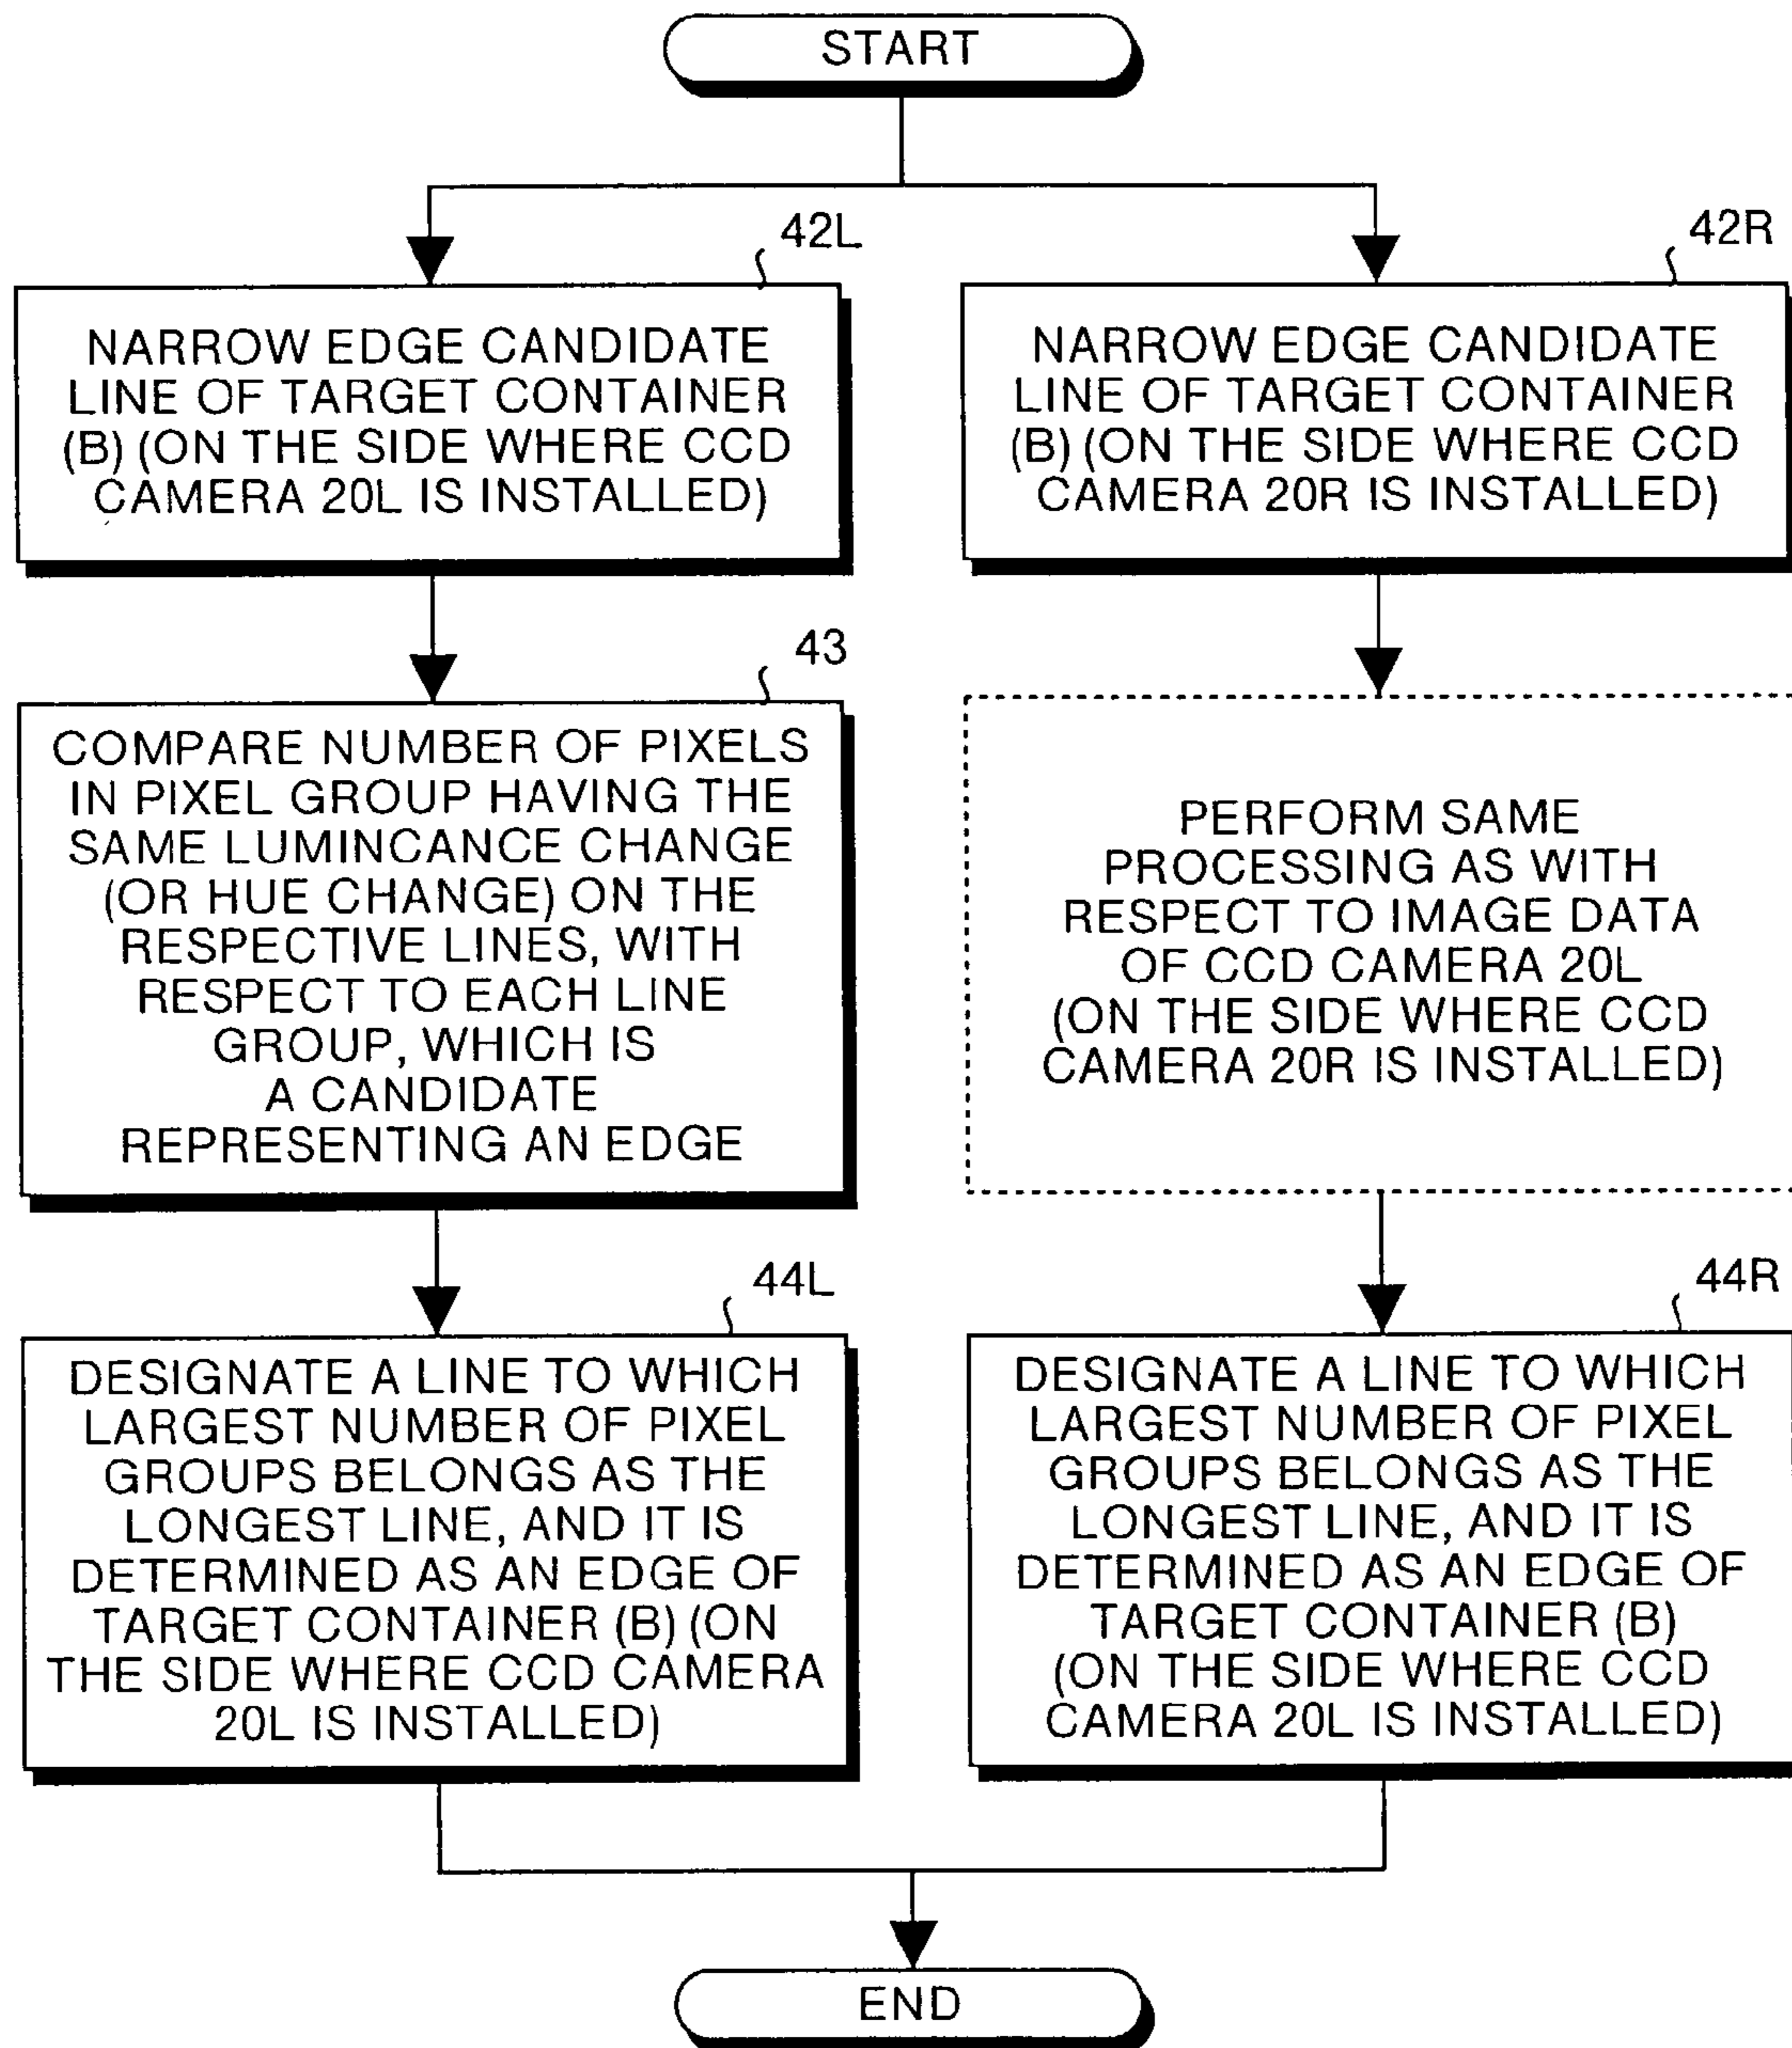 START
42L
NARROW EDGE CANDIDATE
LINE OF TARGET CONTAINER
(B) (ON THE SIDE WHERE CCD
CAMERA 20L IS INSTALLED)
42R
NARROW EDGE CANDIDATE
LINE OF TARGET CONTAINER
(B) (ON THE SIDE WHERE CCD
CAMERA 20R IS INSTALLED)
43
COMPARE NUMBER OF PIXELS
IN PIXEL GROUP HAVING THE
SAME LUMINCANCE CHANGE
(OR HUE CHANGE) ON THE
RESPECTIVE LINES, WITH
RESPECT TO EACH LINE
GROUP, WHICH IS
A CANDIDATE
REPRESENTING AN EDGE
PERFORM SAME
PROCESSING AS WITH
RESPECT TO IMAGE DATA
OF CCD CAMERA 20L
(ON THE SIDE WHERE CCD
CAMERA 20R IS INSTALLED)
44L
DESIGNATE A LINE TO WHICH
LARGEST NUMBER OF PIXEL
GROUPS BELONGS AS THE
LONGEST LINE, AND IT IS
DETERMINED AS AN EDGE OF
TARGET CONTAINER (B) (ON
THE SIDE WHERE CCD CAMERA
20L IS INSTALLED)
44R
DESIGNATE A LINE TO WHICH
LARGEST NUMBER OF PIXEL
GROUPS BELONGS AS THE
LONGEST LINE, AND IT IS
DETERMINED AS AN EDGE OF
TARGET CONTAINER (B)
(ON THE SIDE WHERE CCD
CAMERA 20L IS INSTALLED)
END